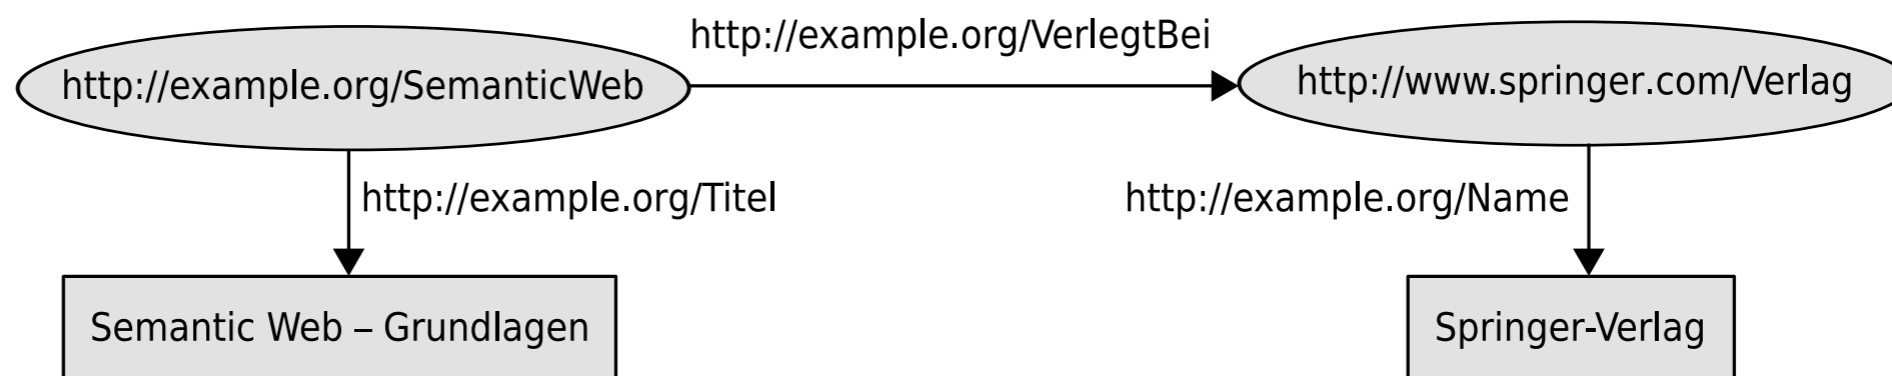 http://example.org/VerlegtBei
http://example.org/SemanticWeb
http://www.springer.com/Verlag
http://example.org/Titel
http://example.org/Name
Semantic Web – Grundlagen
Springer-Verlag